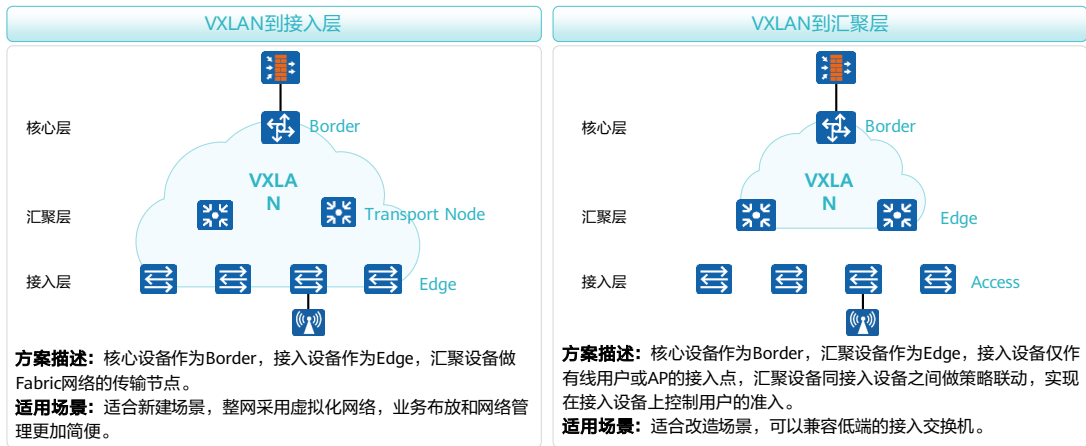 VXLAN到接入层
核心层
Border
VXLA
N
汇聚层
Transport Node
接入层
Edge
方案描述：核心设备作为Border，接入设备作为Edge，汇聚设备做
Fabric网络的传输节点。
适用场景：适合新建场景，整网采用虚拟化网络，业务布放和网络管
理更加简便。
VXLAN到汇聚层
核心层
Border
VXLA
N
汇聚层
Edge
接入层
Access
方案描述：核心设备作为Border，汇聚设备作为Edge，接入设备仅作
有线用户或AP的接入点，汇聚设备同接入设备之间做策略联动，实现
在接入设备上控制用户的准入。
适用场景：适合改造场景，可以兼容低端的接入交换机。